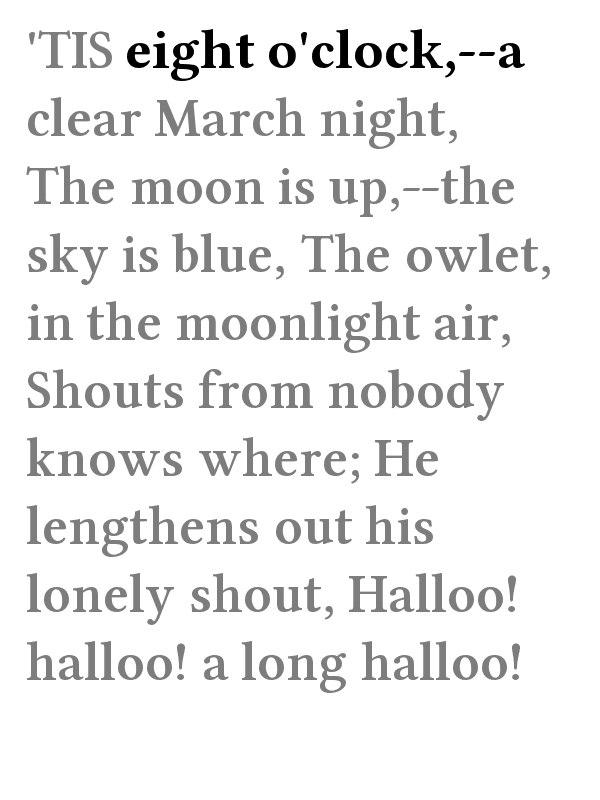 'TIS eight o'clock,--a
clear March night,
The moon is up,--the
sky is blue, The owlet,
in the moonlight air,
Shouts from nobody
knows where; He
lengthens out his
lonely shout, Halloo!
halloo! a long halloo!